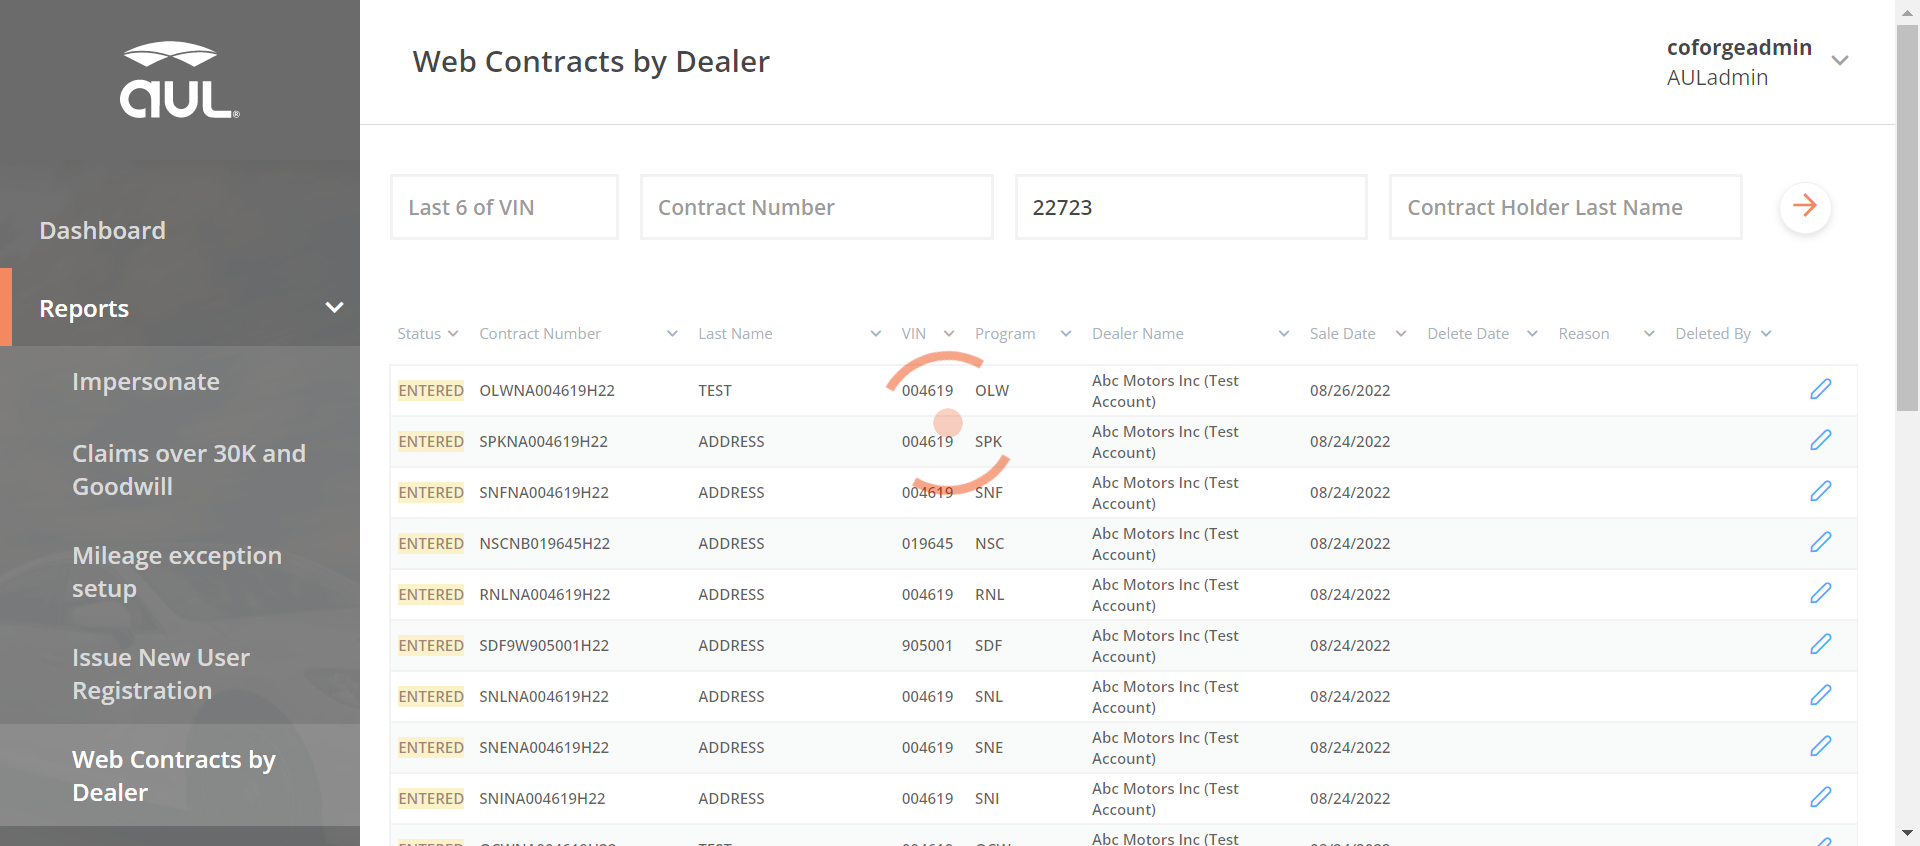 aul®
Dashboard
Reports
Impersonate
Claims over 30K and
Goodwill
Mileage exception
setup
Issue New User
Registration
Web Contracts by
Dealer
Web Contracts by Dealer
coforgeadmin
AULadmin
Last 6 of VIN
Contract Number
22723
Contract Holder Last Name
Status Contract Number Last Name VIN Program Dealer Name Sale Date Delete Date Reason Deleted By
ENTERED OLWNA004619H22 TEST 004619 OLW Abc Motors Inc (Test
Account) 08/26/2022
ENTERED SPKNA004619H22 ADDRESS 004619 SPK Abc Motors Inc (Test
Account) 08/24/2022
ENTERED SNFNA004619H22 ADDRESS 004619 SNF Abc Motors Inc (Test
Account) 08/24/2022
ENTERED NSCNB019645H22 ADDRESS 019645 NSC Abc Motors Inc (Test
Account) 08/24/2022
ENTERED RNLNA004619H22 ADDRESS 004619 RNL Abc Motors Inc (Test
Account) 08/24/2022
ENTERED SDF9W905001H22 ADDRESS 905001 SDF Abc Motors Inc (Test
Account) 08/24/2022
ENTERED SNLNA004619H22 ADDRESS 004619 SNL Abc Motors Inc (Test
Account) 08/24/2022
ENTERED SNENA004619H22 ADDRESS 004619 SNE Abc Motors Inc (Test
Account) 08/24/2022
ENTERED SNINA004619H22 ADDRESS 004619 SNI Abc Motors Inc (Test
Account) 08/24/2022
Abc Motors Inc (Test